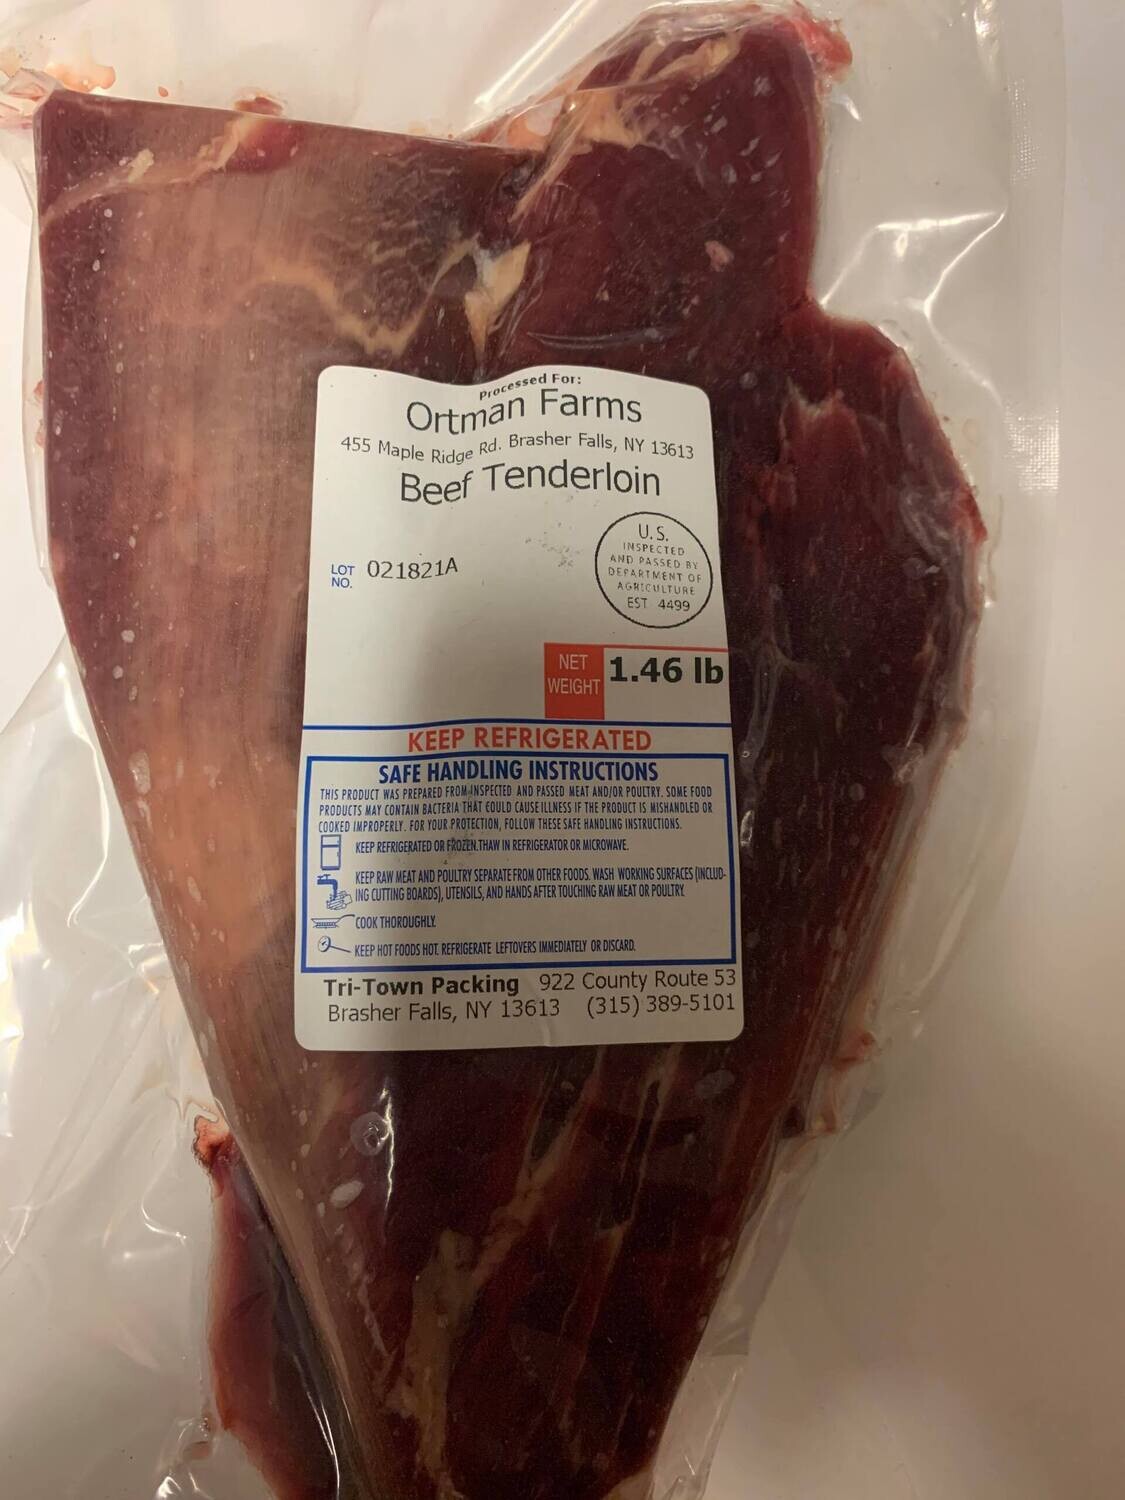 Processed For:
Ortman Farms
455 Maple Ridge Rd. Brasher Falls, NY 13613
Beef Tenderloin
U.S.
INSPECTED
AND PASSED BY
DEPARTMENT OF
AGRICULTURE
EST 4499
LOT
NO. 021821A
NET
WEIGHT 1.46 lb
KEEP REFRIGERATED
SAFE HANDLING INSTRUCTIONS
THIS PRODUCT WAS PREPARED FROM INSPECTED AND PASSED MEAT AND/OR POULTRY. SOME FOOD
PRODUCTS MAY CONTAIN BACTERIA THAT COULD CAUSE ILLNESS IF THE PRODUCT IS MISHANDLED OR
COOKED IMPROPERLY. FOR YOUR PROTECTION, FOLLOW THESE SAFE HANDLING INSTRUCTIONS.
KEEP REFRIGERATED OR FROZEN. THAW IN REFRIGERATOR OR MICROWAVE.
KEEP RAW MEAT AND POULTRY SEPARATE FROM OTHER FOODS. WASH WORKING SURFACES (INCLUD-
ING CUTTING BOARDS), UTENSILS, AND HANDS AFTER TOUCHING RAW MEAT OR POULTRY.
COOK THOROUGHLY.
KEEP HOT FOODS HOT. REFRIGERATE LEFTOVERS IMMEDIATELY OR DISCARD.
Tri-Town Packing 922 County Route 53
Brasher Falls, NY 13613 (315) 389-5101